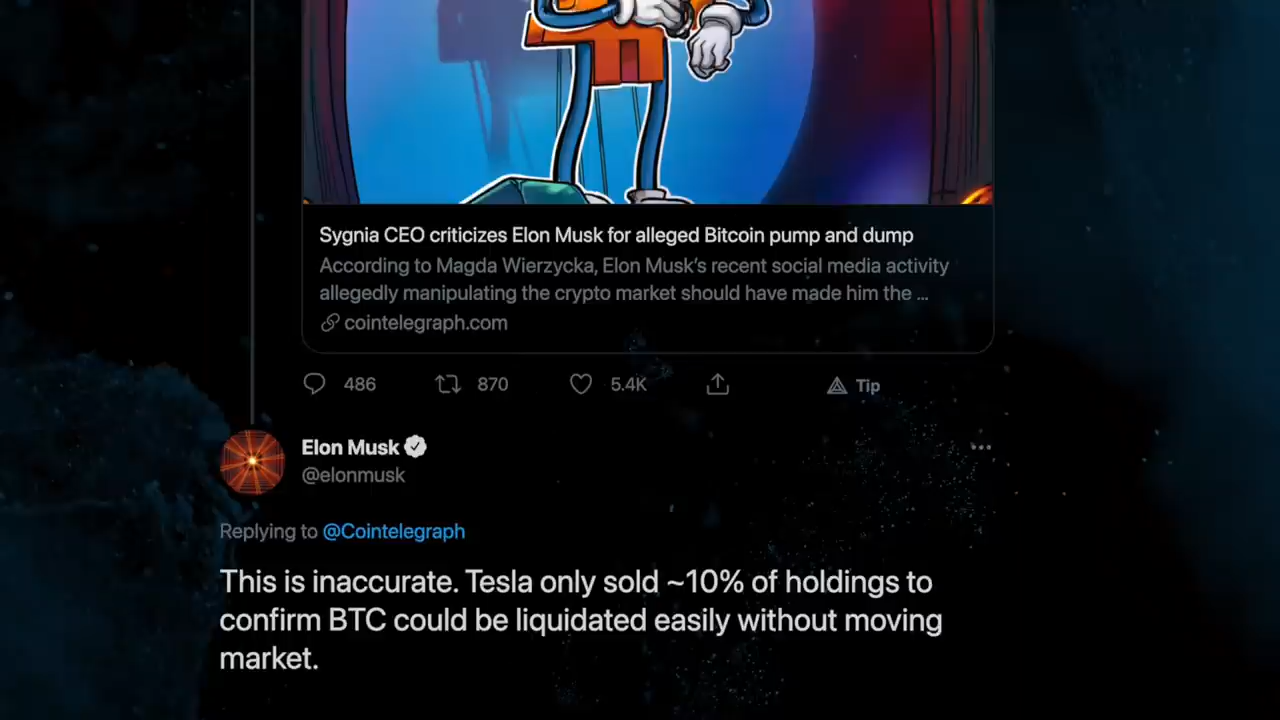 Sygnia CEO criticizes Elon Musk for alleged Bitcoin pump and dump
According to Magda Wierzycka, Elon Musk's recent social media activity
allegedly manipulating the crypto market should have made him the ...
cointelegraph.com
486 870 5.4K Tip
Elon Musk
@elonmusk
Replying to @Cointelegraph
This is inaccurate. Tesla only sold ~10% of holdings to
confirm BTC could be liquidated easily without moving
market.